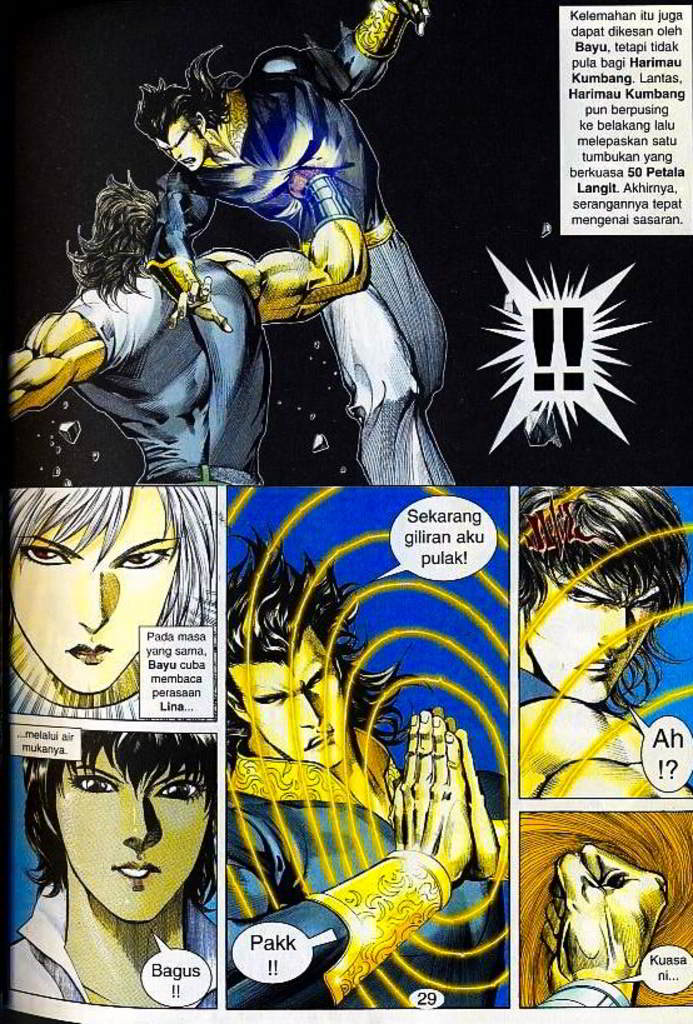 Kelemahan itu juga
dapat dikesan oleh
Bayu, tetapi tidak
pula bagi Harimau
Kumbang. Lantas,
Harimau Kumbang
pun berpusing
ke belakang lalu
melepaskan satu
tumbukan yang
berkuasa 50 Petala
Langit. Akhirnya,
serangannya tepat
mengenai sasaran.
!!
Pada masa
yang sama,
Bayu cuba
membaca
perasaan
Lina...
...melalui air
mukanya.
Bagus
!!
Sekarang
giliran aku
pulak!
Pakk
!!
Ah
!?
Kuasa
ni...
29